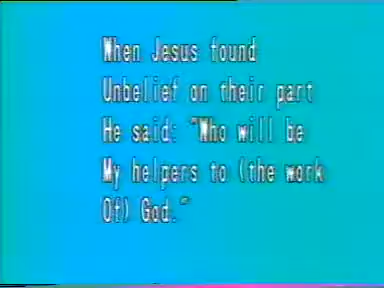 When Jesus found
Unbelief on their part
He said: "Who will be
My helpers to (the work
Of) God."